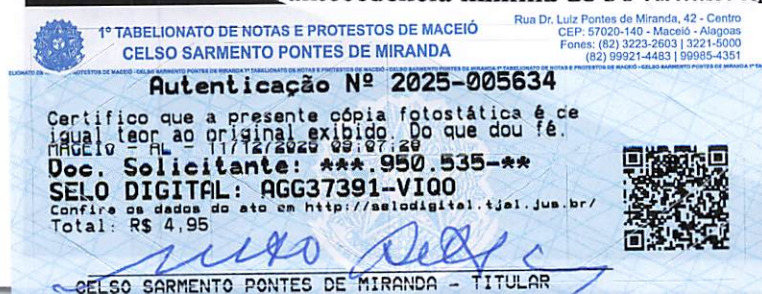 1º TABELIONATO DE NOTAS E PROTESTOS DE MACEIÓ
CELSO SARMENTO PONTES DE MIRANDA
Rua Dr. Luiz Pontes de Miranda, 42 - Centro
CEP: 57020-140 - Maceió - Alagoas
Fones: (82) 3223-2603 | 3221-5000
(82) 99921-4483 | 99985-4351
Autenticação Nº 2025-005634
Certifico que a presente cópia fotostática é de
igual teor ao original exibido. Do que dou fé.
MACEIÓ - AL - 11/12/2020 09:07:20
Doc. Solicitante: ***.950.535-**
SELO DIGITAL: AGG37391-VIQO
Confira os dados do ato em http://selodigital.tjal.jus.br/
Total: R$ 4,95
CELSO SARMENTO PONTES DE MIRANDA - TITULAR